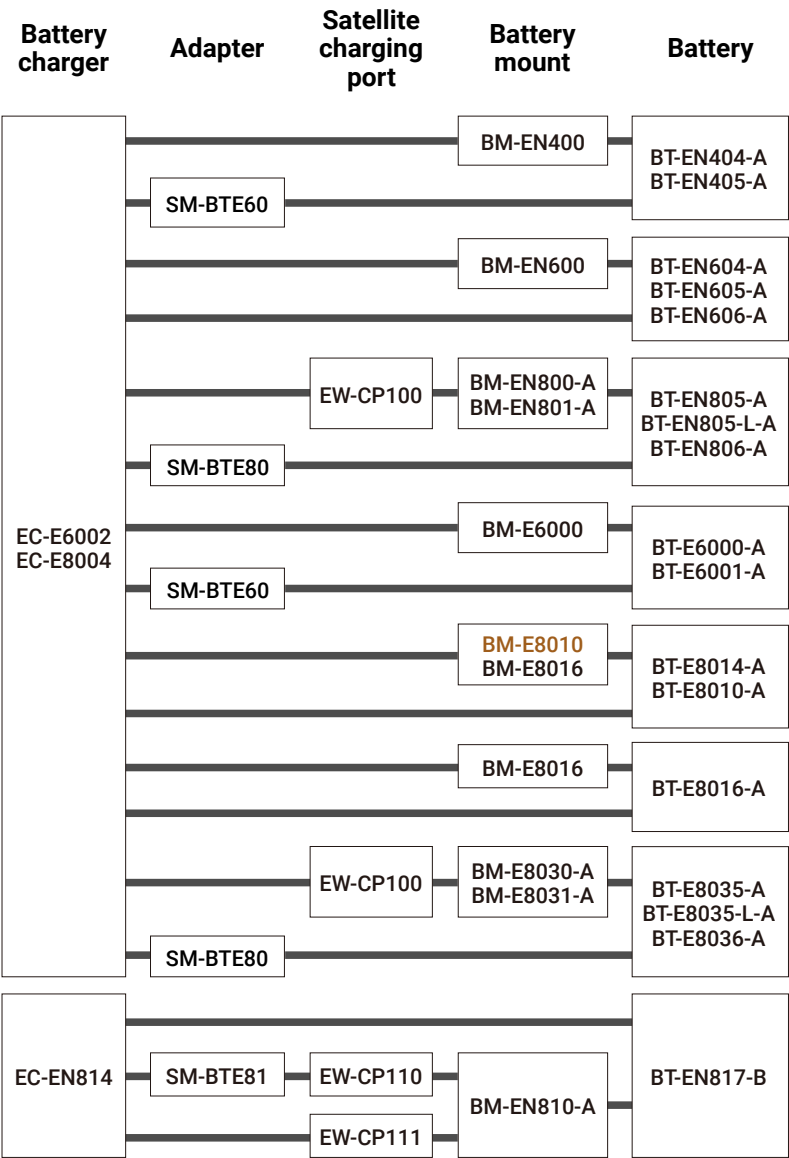 Battery
charger
Adapter
Satellite
charging
port
Battery
mount
Battery
EC-E6002
EC-E8004
BM-EN400
SM-BTE60
BT-EN404-A
BT-EN405-A
BM-EN600
BT-EN604-A
BT-EN605-A
BT-EN606-A
EW-CP100
BM-EN800-A
BM-EN801-A
SM-BTE80
BT-EN805-A
BT-EN805-L-A
BT-EN806-A
BM-E6000
SM-BTE60
BT-E6000-A
BT-E6001-A
BM-E8010
BM-E8016
BT-E8014-A
BT-E8010-A
BM-E8016
BT-E8016-A
EW-CP100
BM-E8030-A
BM-E8031-A
SM-BTE80
BT-E8035-A
BT-E8035-L-A
BT-E8036-A
EC-EN814
SM-BTE81
EW-CP110
EW-CP111
BM-EN810-A
BT-EN817-B